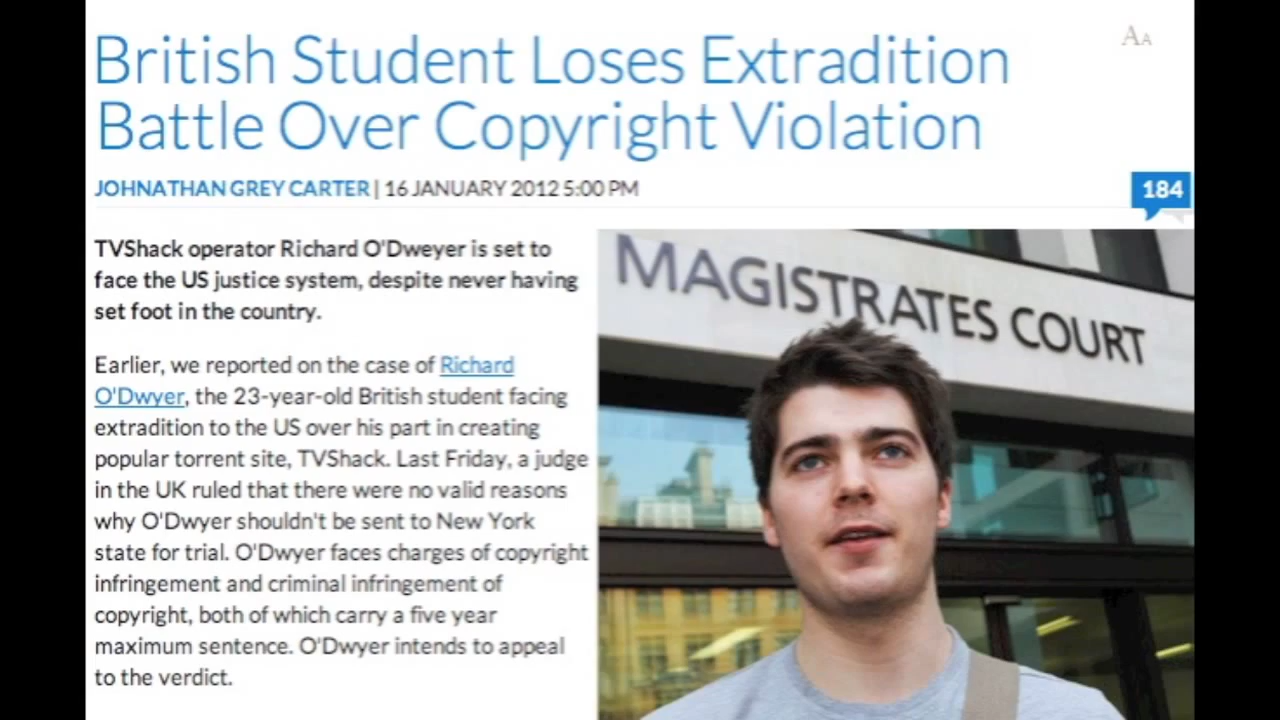 British Student Loses Extradition
Battle Over Copyright Violation
AA
JOHNATHAN GREY CARTER | 16 JANUARY 2012 5:00 PM
184
TVShack operator Richard O'Dweyer is set to
face the US justice system, despite never having
set foot in the country.
Earlier, we reported on the case of Richard
O'Dwyer, the 23-year-old British student facing
extradition to the US over his part in creating
popular torrent site, TVShack. Last Friday, a judge
in the UK ruled that there were no valid reasons
why O'Dwyer shouldn't be sent to New York
state for trial. O'Dwyer faces charges of copyright
infringement and criminal infringement of
copyright, both of which carry a five year
maximum sentence. O'Dwyer intends to appeal
to the verdict.
MAGISTRATES COURT